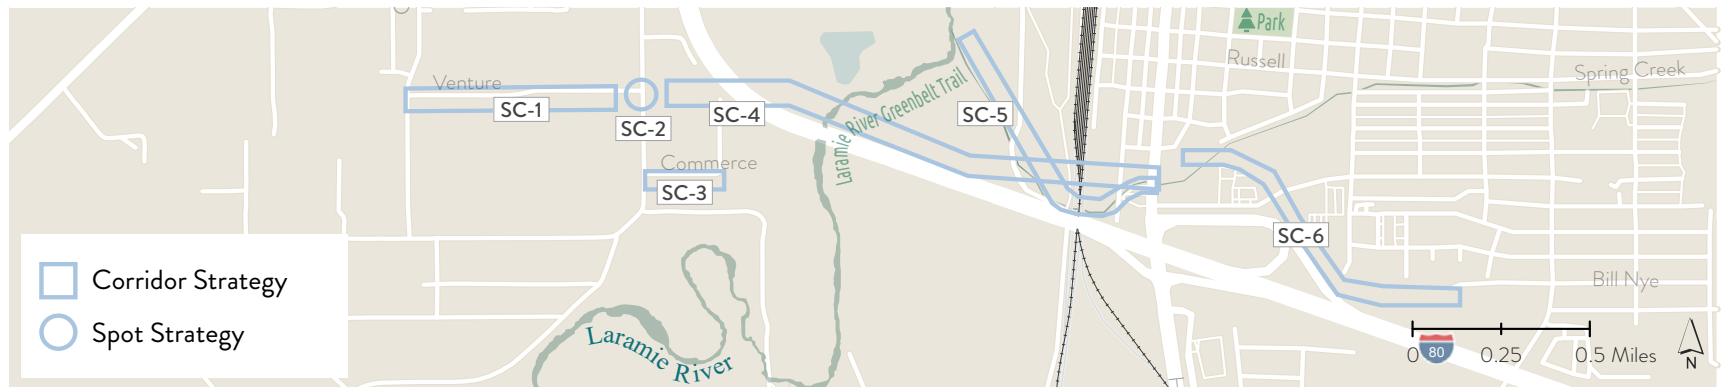 Park
Russell
Spring Creek
Venture
SC-1
SC-2
SC-4
Laramie River Greenbelt Trail
SC-5
Commerce
SC-3
SC-6
Bill Nye
Corridor Strategy
Spot Strategy
Laramie River
0 0.25 0.5 Miles
80
N